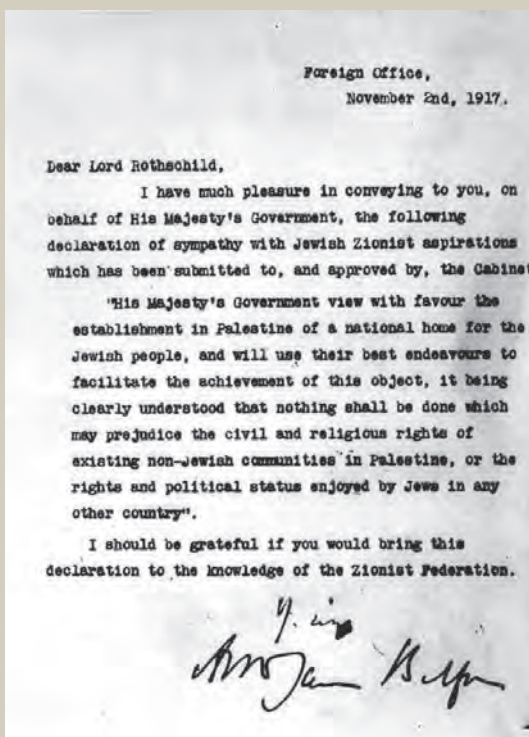 Foreign Office,
November 2nd, 1917.
Dear Lord Rothschild,
I have much pleasure in conveying to you, on
behalf of His Majesty's Government, the following
declaration of sympathy with Jewish Zionist aspirations
which has been submitted to, and approved by, the Cabinet
"His Majesty's Government view with favour the
establishment in Palestine of a national home for the
Jewish people, and will use their best endeavours to
facilitate the achievement of this object, it being
clearly understood that nothing shall be done which
may prejudice the civil and religious rights of
existing non-Jewish communities in Palestine, or the
rights and political status enjoyed by Jews in any
other country".
I should be grateful if you would bring this
declaration to the knowledge of the Zionist Federation.